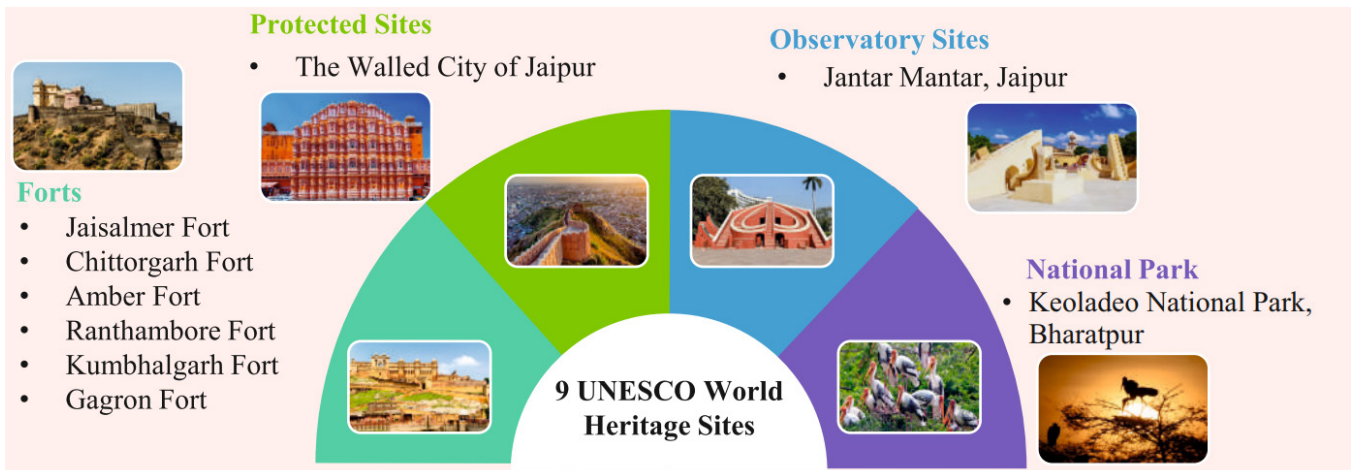 Protected Sites
• The Walled City of Jaipur
Observatory Sites
• Jantar Mantar, Jaipur
Forts
• Jaisalmer Fort
• Chittorgarh Fort
• Amber Fort
• Ranthambore Fort
• Kumbhalgarh Fort
• Gagron Fort
National Park
• Keoladeo National Park,
Bharatpur
9 UNESCO World
Heritage Sites